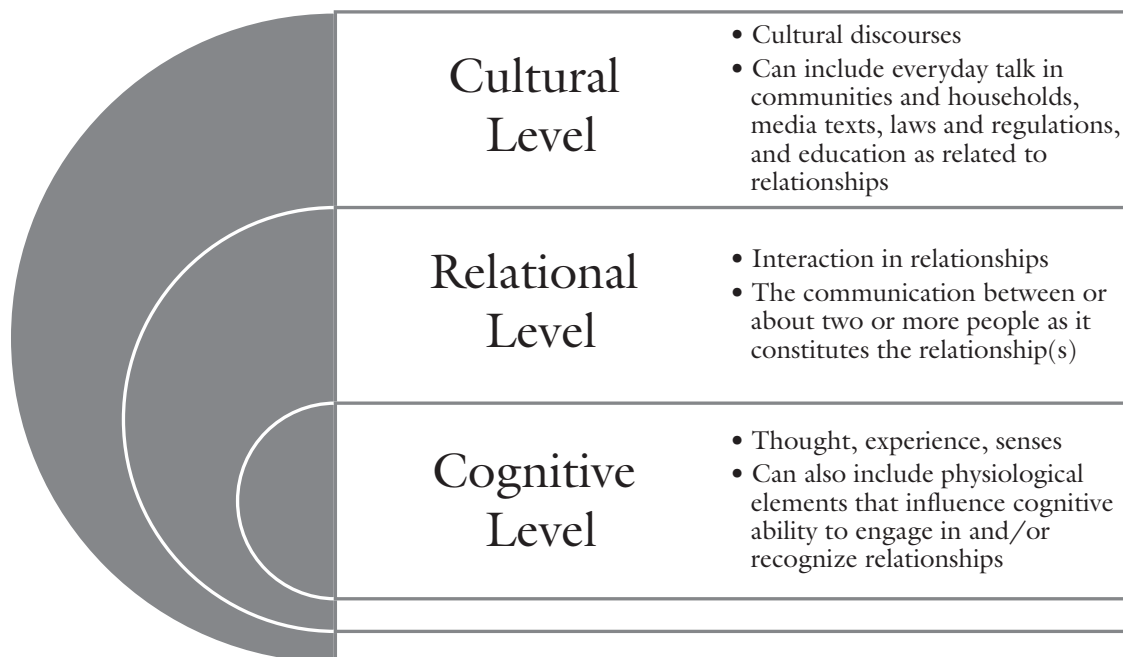 Cultural
Level
• Cultural discourses
• Can include everyday talk in
communities and households,
media texts, laws and regulations,
and education as related to
relationships
Relational
Level
• Interaction in relationships
• The communication between or
about two or more people as it
constitutes the relationship(s)
Cognitive
Level
• Thought, experience, senses
• Can also include physiological
elements that influence cognitive
ability to engage in and/or
recognize relationships